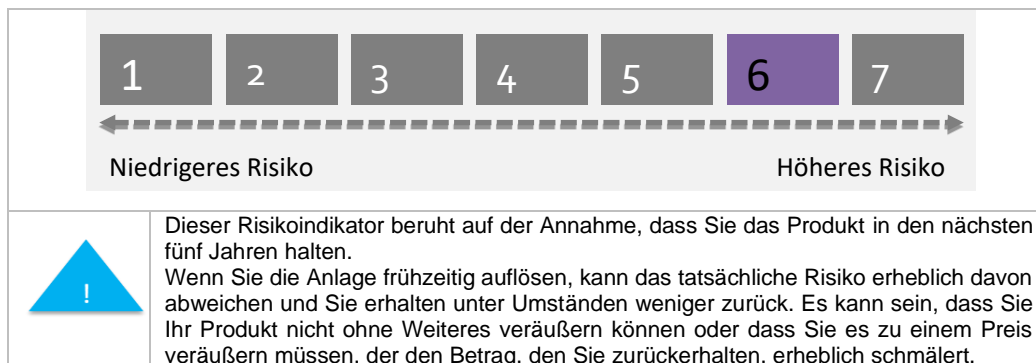 1 2 3 4 5 6 7
Niedrigeres Risiko Höheres Risiko
Dieser Risikoindikator beruht auf der Annahme, dass Sie das Produkt in den nächsten
fünf Jahren halten.
Wenn Sie die Anlage frühzeitig auflösen, kann das tatsächliche Risiko erheblich davon
! abweichen und Sie erhalten unter Umständen weniger zurück. Es kann sein, dass Sie
Ihr Produkt nicht ohne Weiteres veräußern können oder dass Sie es zu einem Preis
veräußern müssen, der den Betrag, den Sie zurückerhalten, erheblich schmälert.